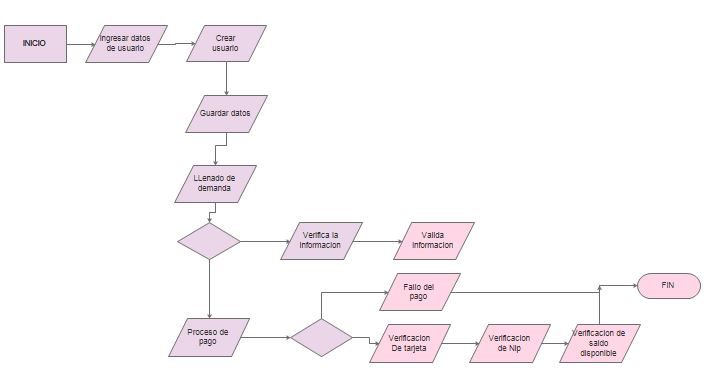 INICIO
Ingresar datos
de usuario
Crear
usuario
Guardar datos
LLenado de
demanda
Verifica la
Informacion
Valida
Informacion
Fallo del
pago
FIN
Proceso de
pago
Verificacion
De tarjeta
Verificacion
de Nip
Verificacion de
saldo
disponible